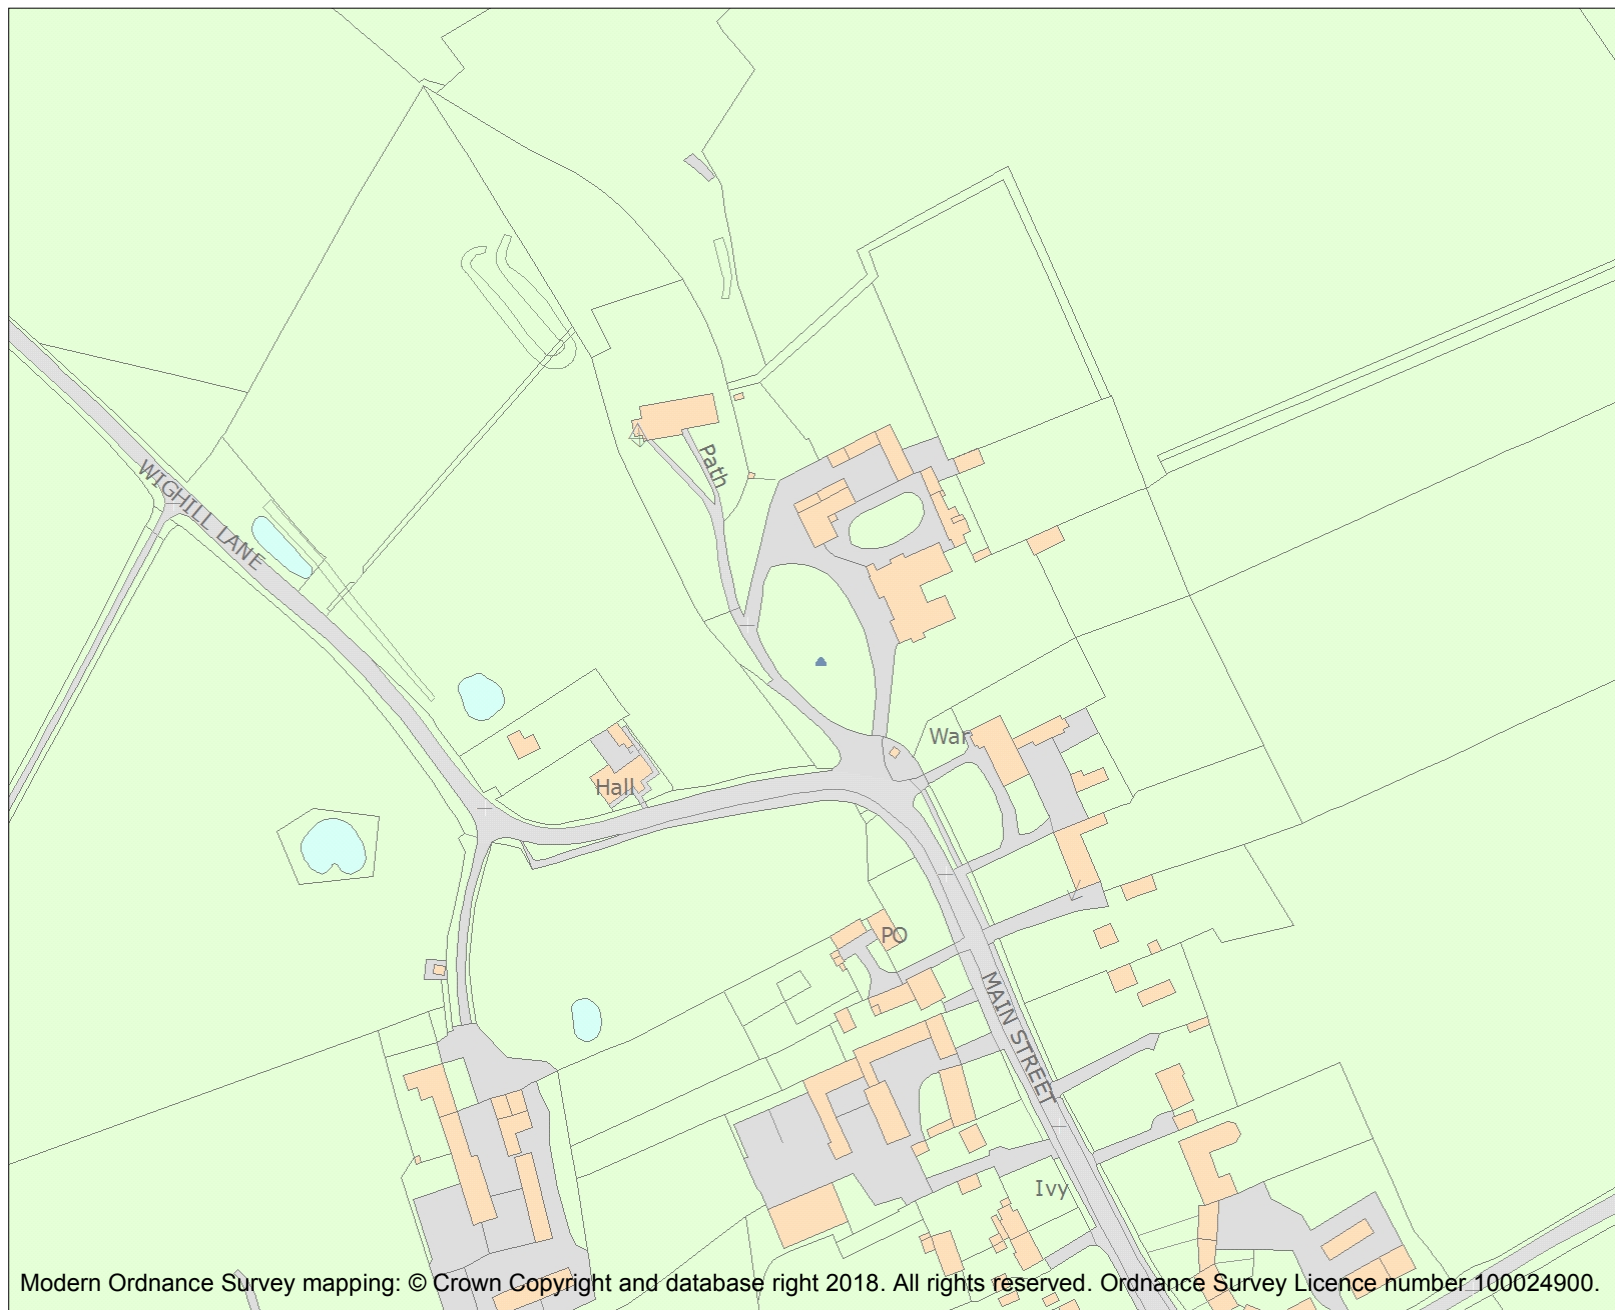 Path
WIGHILL LANE
War
Hall
PO
MAIN STREET
Ivy
Modern Ordnance Survey mapping: © Crown Copyright and database right 2018. All rights reserved. Ordnance Survey Licence number 100024900.